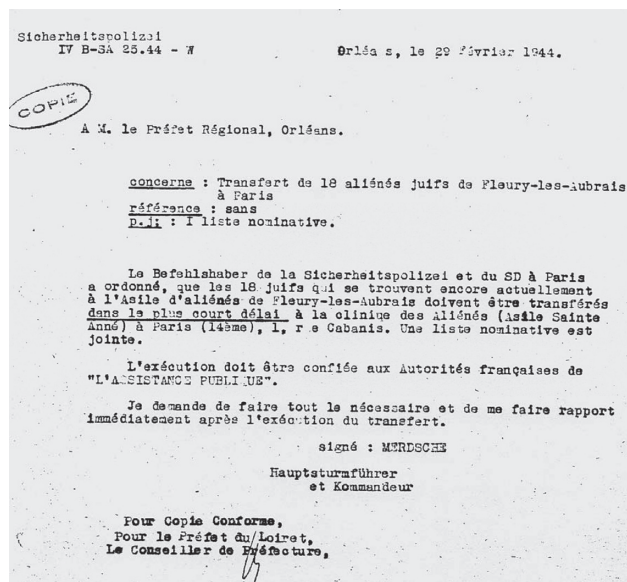 Sicherheitspolizei
IV B-SA 25.44 - W
Orléa s, le 29 Février 1944.
COPIE
A M. le Préfet Régional, Orléans.
concerne : Transfert de 18 aliénés juifs de Fleury-les-Aubrais
à Paris
référence : sans
p.j: : I liste nominative.
Le Befehlshaber de la Sicherheitspolizei et du SD à Paris
a ordonné, que les 18 juifs qui se trouvent encore actuellement
à l'Asile d'aliénés de Fleury-les-Aubrais doivent être transférés
dans le plus court délai à la clinique des Aliénés (Asile Sainte
Anne) à Paris (14ème), 1, r e Cabanis. Une liste nominative est
jointe.
L'exécution doit être confiée aux Autorités françaises de
"L'ASSISTANCE PUBLIQUE".
Je demande de faire tout le nécessaire et de me faire rapport
immédiatement après l'exécution du transfert.
signé : MERDSCHE
Hauptsturmführer
et Kommandeur
Pour Copie Conforme,
Pour le Préfet du Loiret,
Le Conseiller de Préfecture,